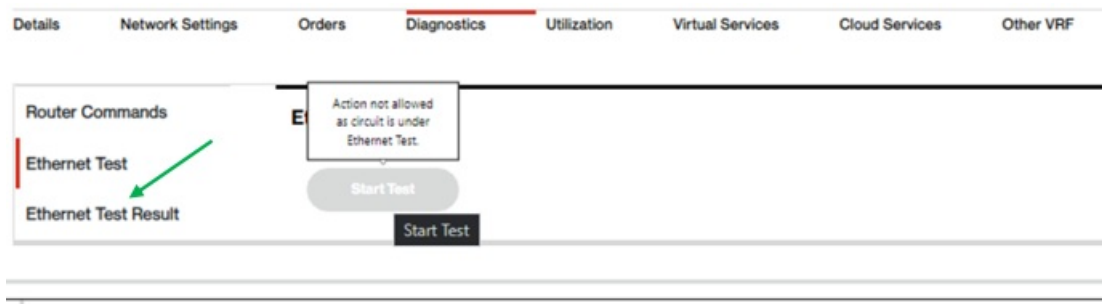 Details Network Settings Orders Diagnostics Utilization Virtual Services Cloud Services Other VRF
Router Commands
Ethernet Test
Ethernet Test Result
Action not allowed
as circuit is under
Ethernet Test.
Start Test
Start Test